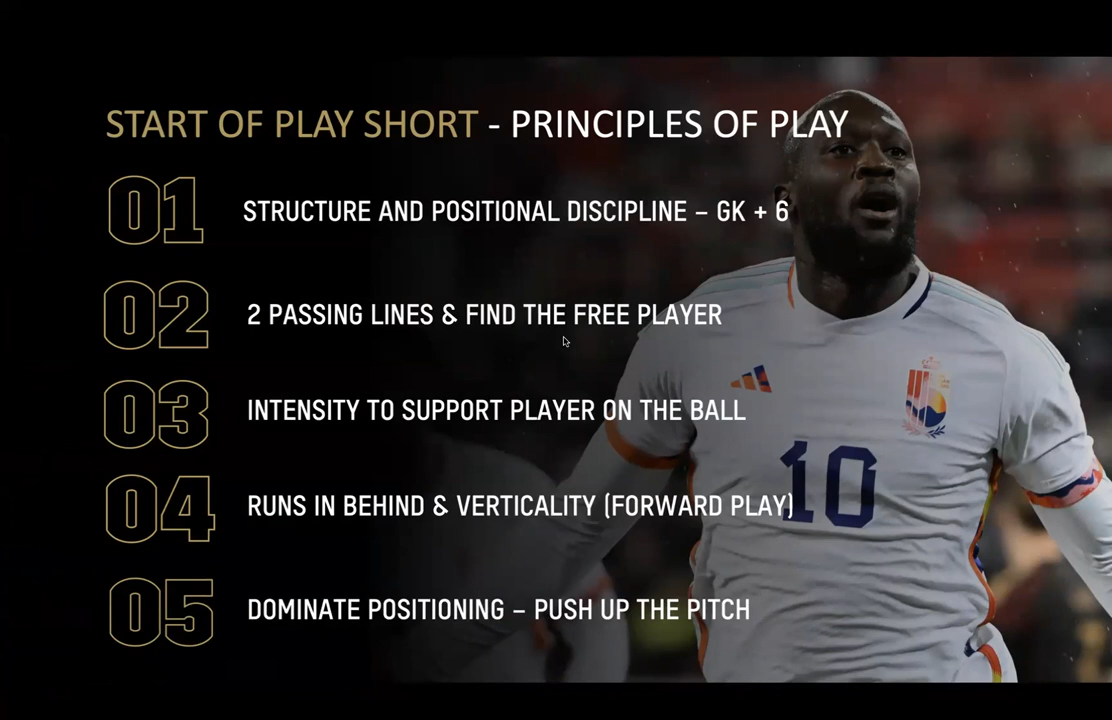 START OF PLAY SHORT - PRINCIPLES OF PLAY
01 STRUCTURE AND POSITIONAL DISCIPLINE – GK + 6
02 2 PASSING LINES & FIND THE FREE PLAYER
03 INTENSITY TO SUPPORT PLAYER ON THE BALL
04 RUNS IN BEHIND & VERTICALITY (FORWARD PLAY)
05 DOMINATE POSITIONING – PUSH UP THE PITCH
10